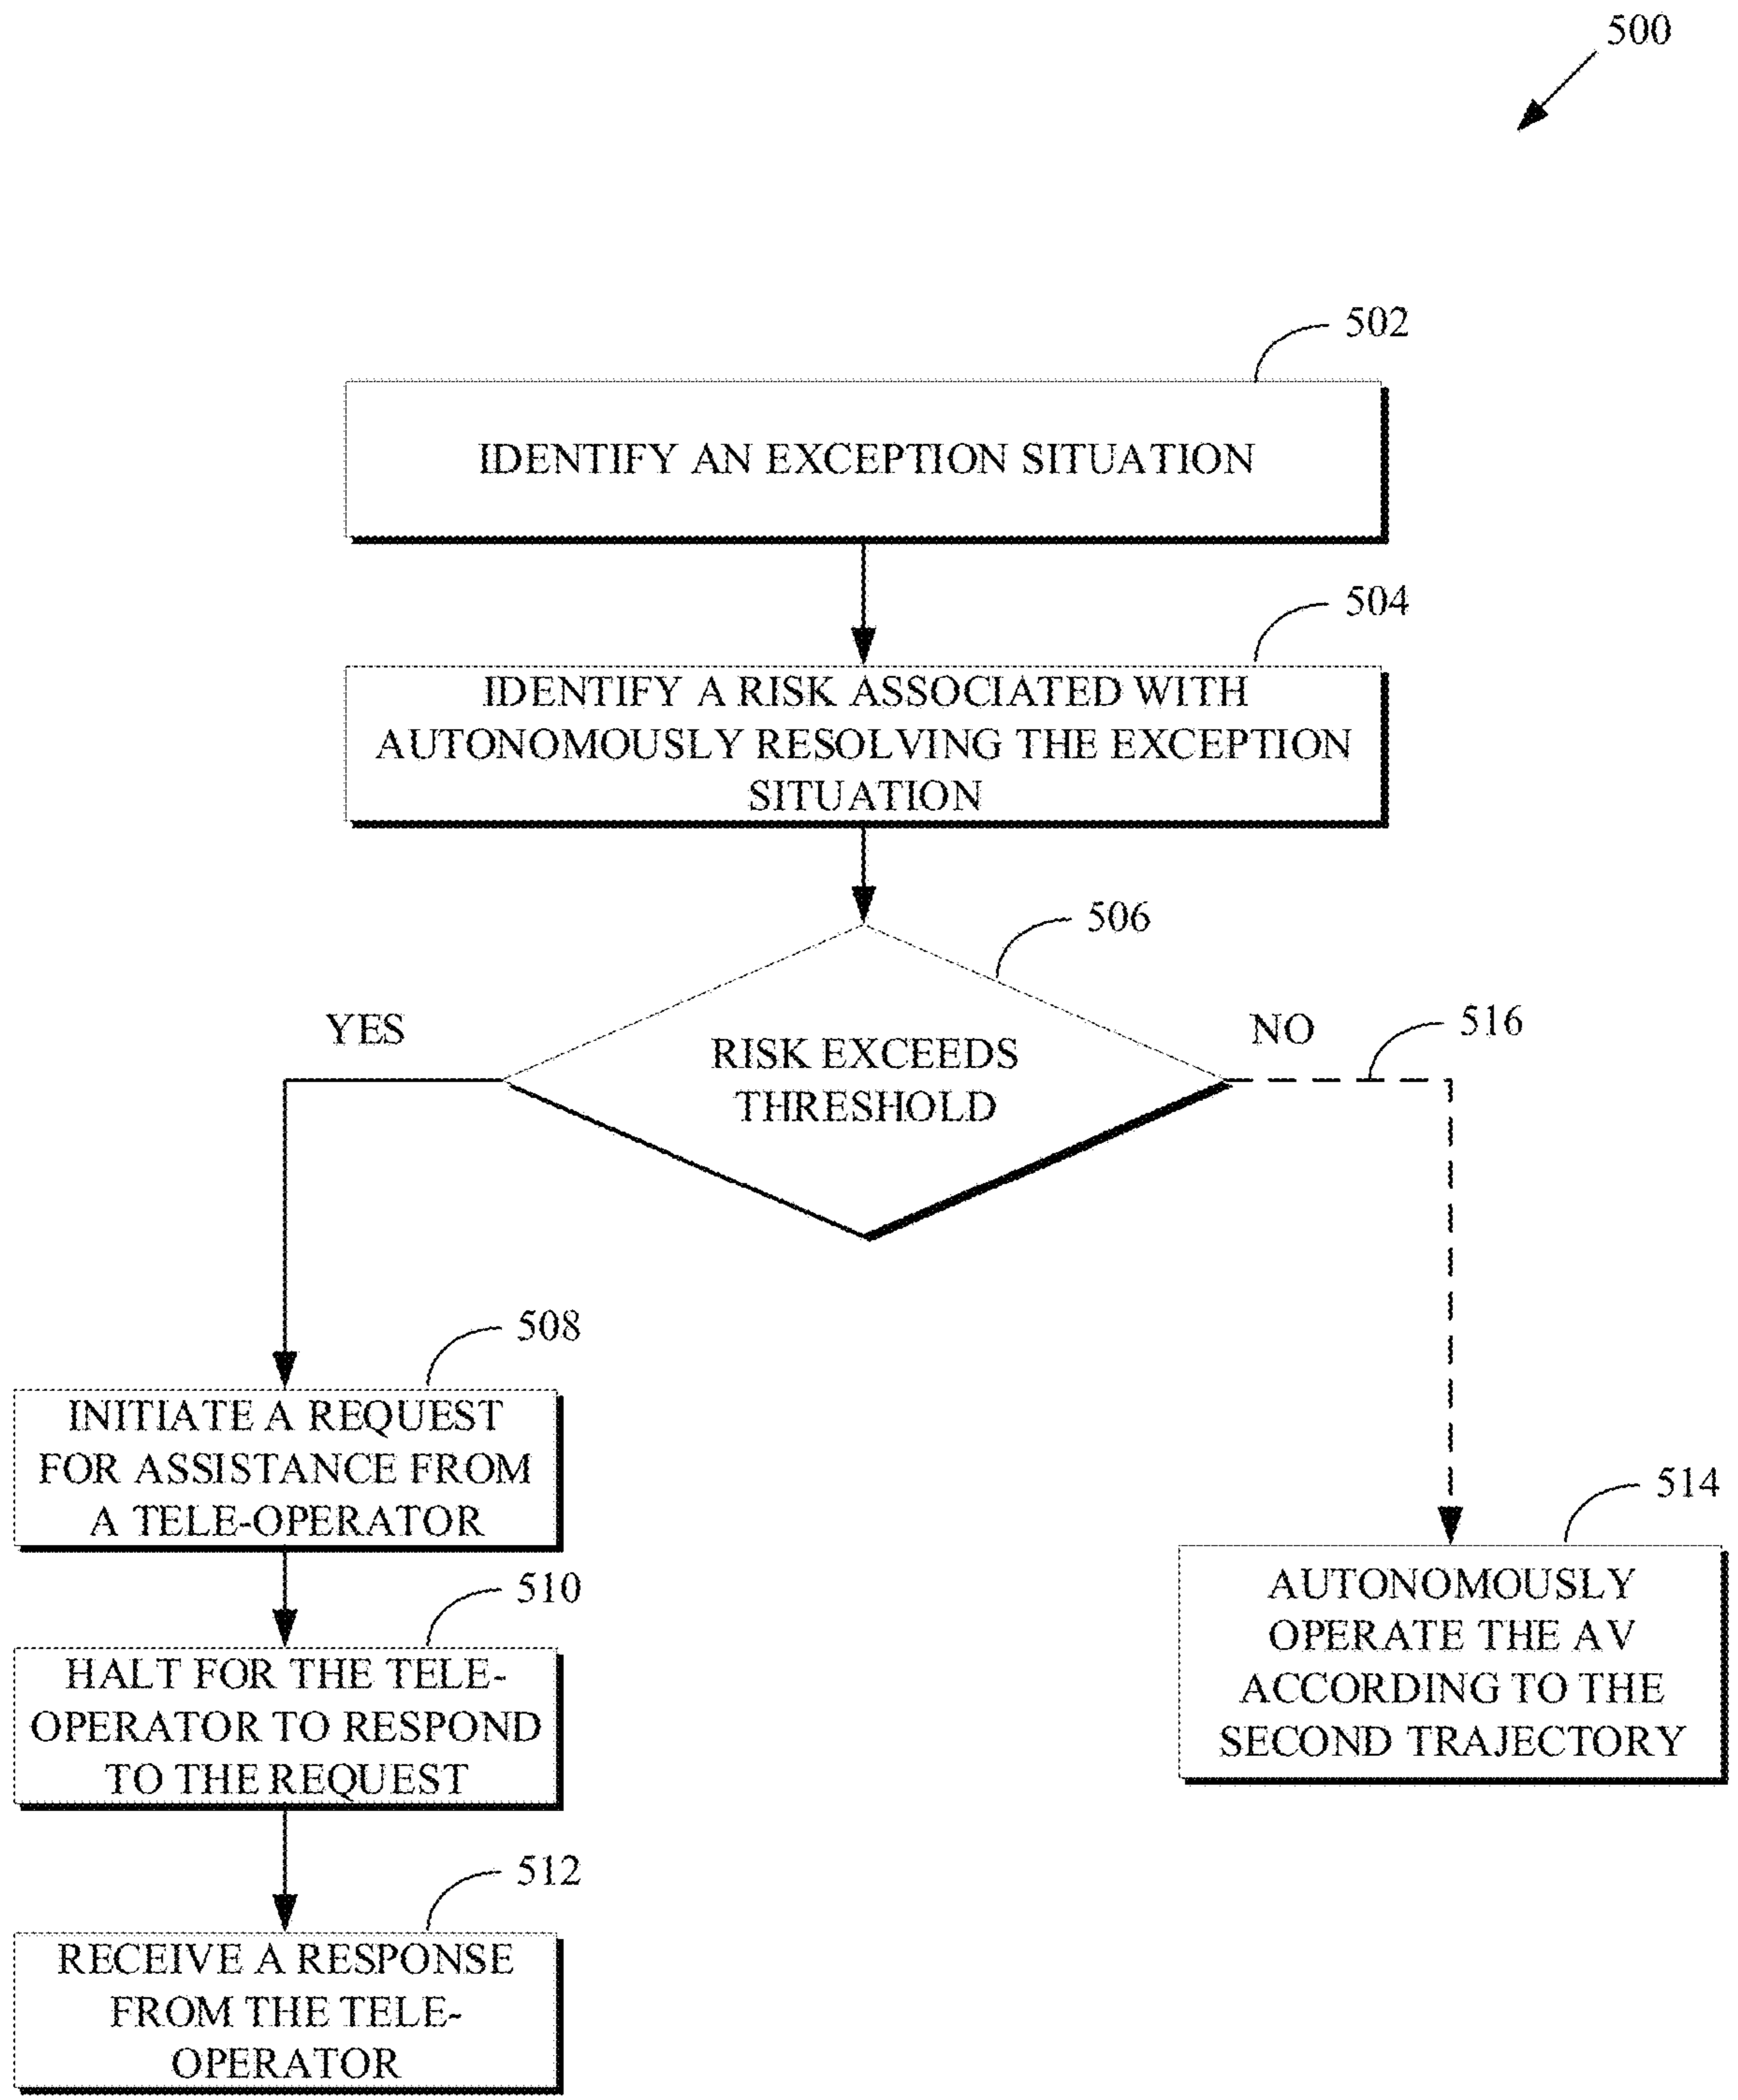 500
502
IDENTIFY AN EXCEPTION SITUATION
504
IDENTIFY A RISK ASSOCIATED WITH
AUTONOMOUSLY RESOLVING THE EXCEPTION
SITUATION
506
YES
NO
516
RISK EXCEEDS
THRESHOLD
508
INITIATE A REQUEST
FOR ASSISTANCE FROM
A TELE-OPERATOR
510
HALT FOR THE TELE-
OPERATOR TO RESPOND
TO THE REQUEST
512
RECEIVE A RESPONSE
FROM THE TELE-
OPERATOR
514
AUTONOMOUSLY
OPERATE THE AV
ACCORDING TO THE
SECOND TRAJECTORY